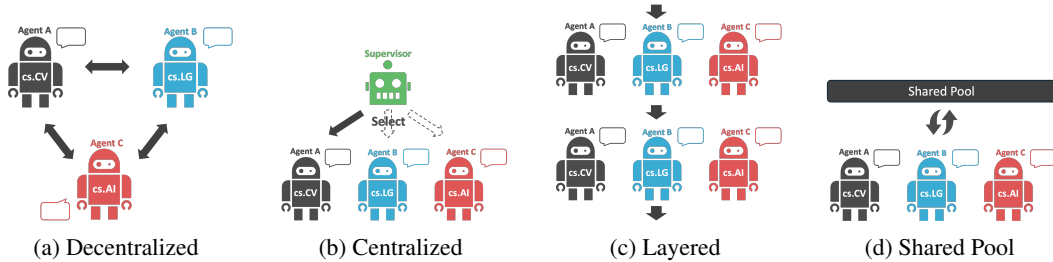 Agent A
Agent B
cs.CV
cs.LG
Agent C
cs.AI
(a) Decentralized
Supervisor
Select
Agent A
Agent B
Agent C
cs.CV
cs.LG
cs.AI
(b) Centralized
Agent A
Agent B
Agent C
cs.CV
cs.LG
cs.AI
Agent A
Agent B
Agent C
cs.CV
cs.LG
cs.AI
(c) Layered
Shared Pool
Agent A
Agent B
Agent C
cs.CV
cs.LG
cs.AI
(d) Shared Pool